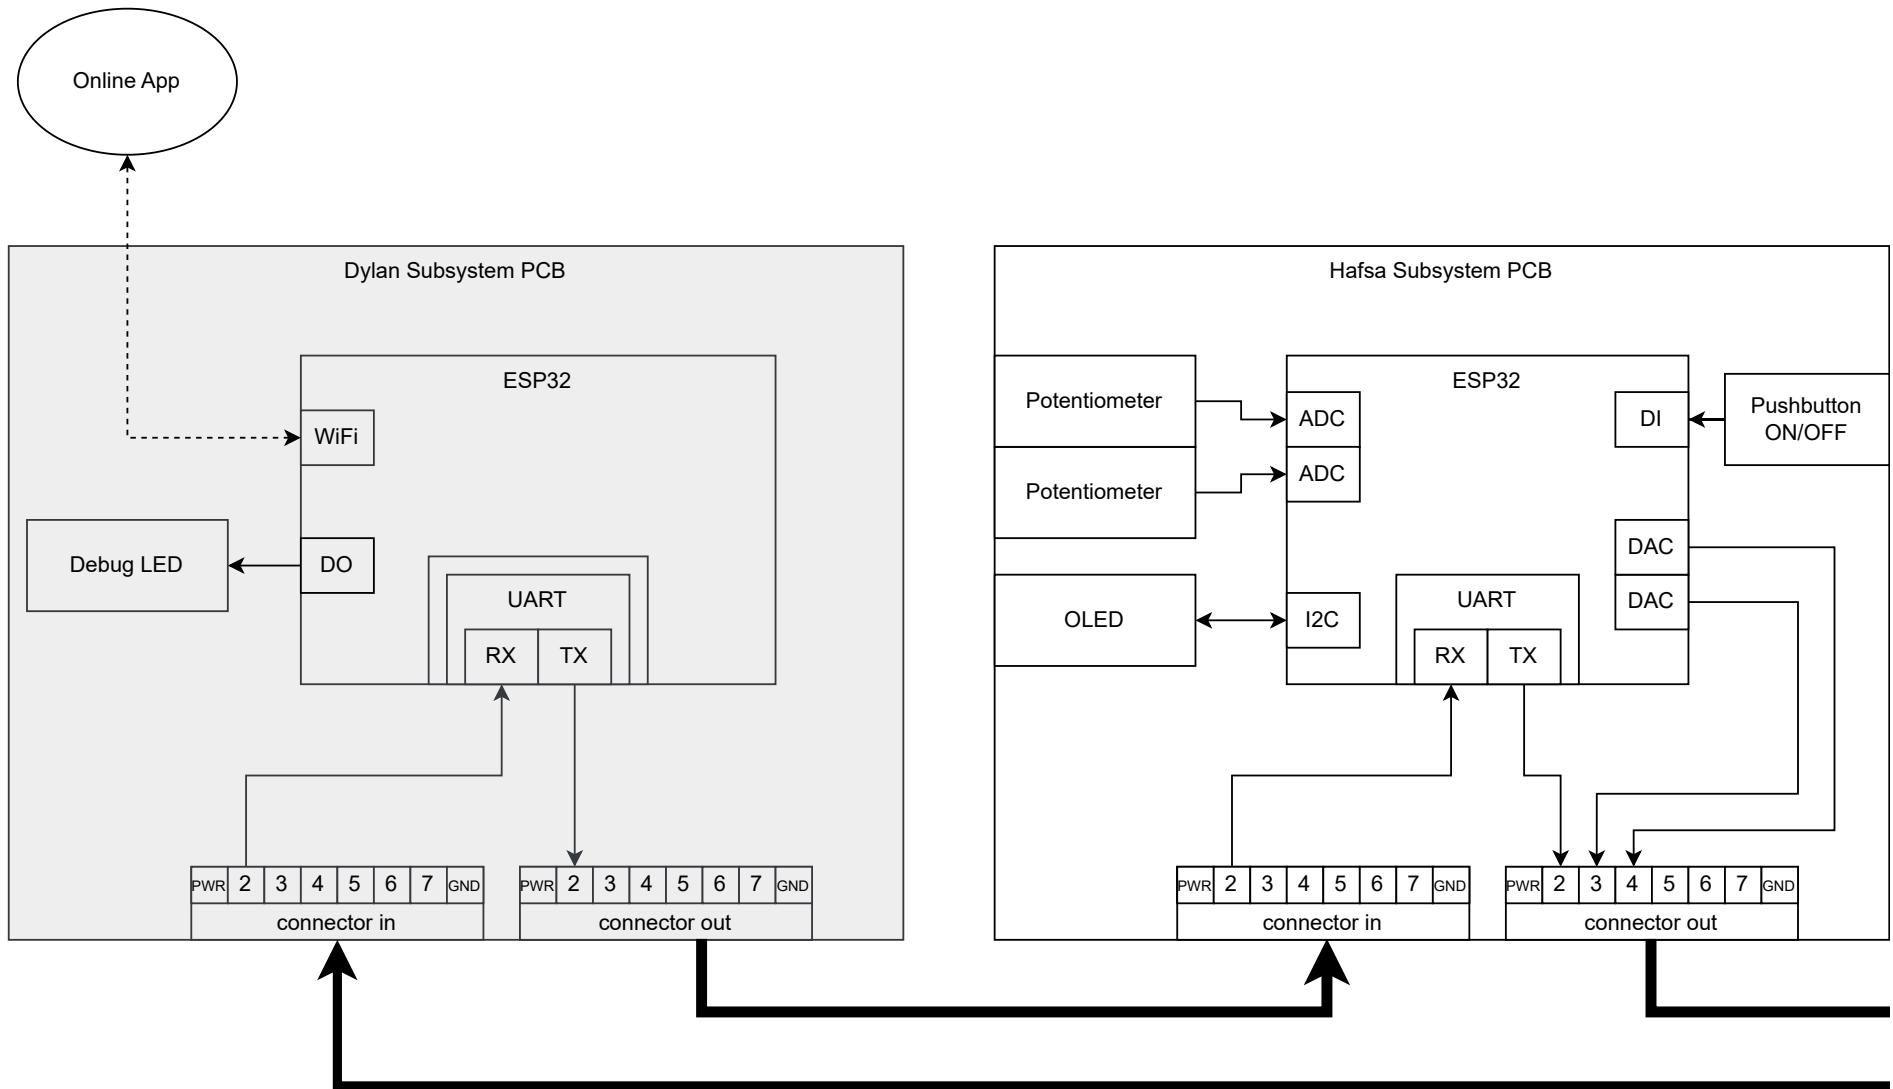 Online App
Dylan Subsystem PCB
ESP32
WiFi
Debug LED
DO
UART
RX TX
PWR 2 3 4 5 6 7 GND
connector in
PWR 2 3 4 5 6 7 GND
connector out
Hafsa Subsystem PCB
Potentiometer
Potentiometer
OLED
ESP32
ADC
ADC
I2C
DI
Pushbutton
ON/OFF
DAC
DAC
UART
RX TX
PWR 2 3 4 5 6 7 GND
connector in
PWR 2 3 4 5 6 7 GND
connector out